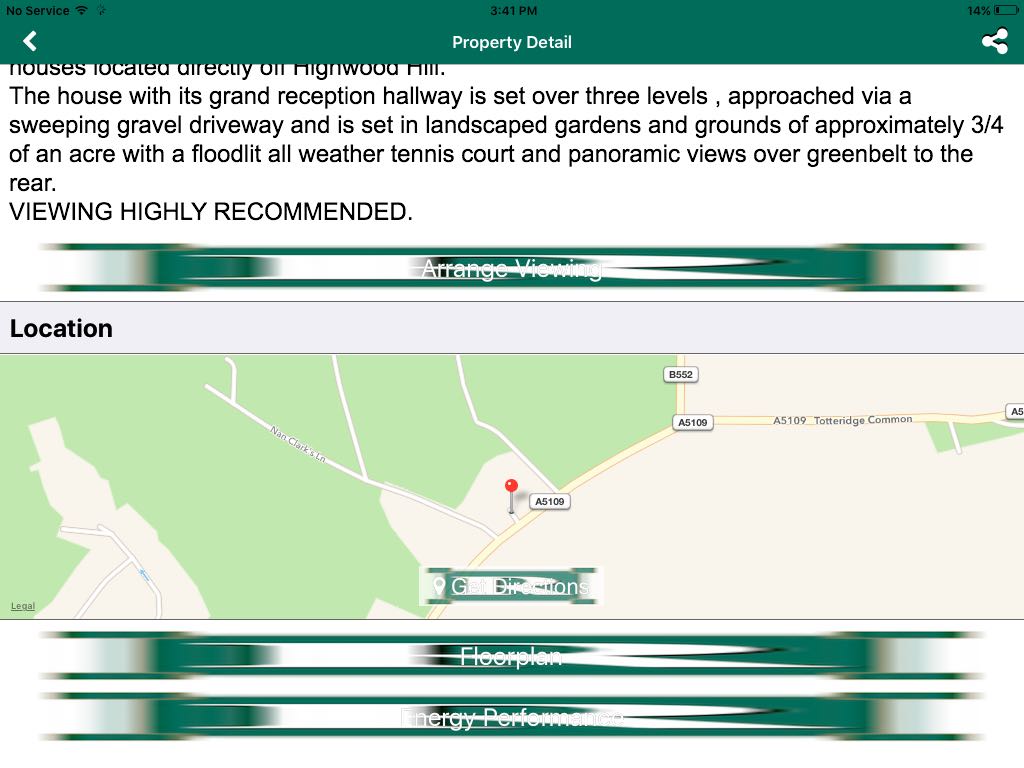 No Service
3:41 PM
14%
Property Detail
houses located directly off Highwood Hill.
The house with its grand reception hallway is set over three levels , approached via a
sweeping gravel driveway and is set in landscaped gardens and grounds of approximately 3/4
of an acre with a floodlit all weather tennis court and panoramic views over greenbelt to the
rear.
VIEWING HIGHLY RECOMMENDED.
Arrange Viewing
Location
B552
A5109
A5109 Totteridge Common
A5
Nan Clark's Ln
A5109
Get Directions
Legal
Floorplan
Energy Performance